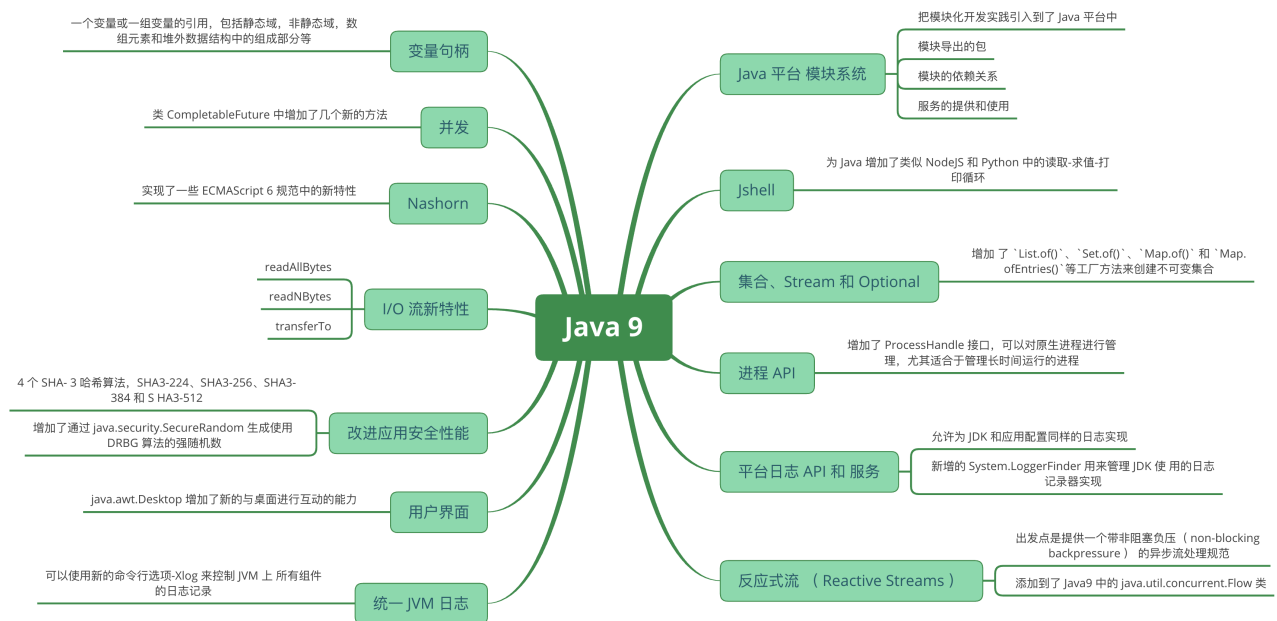 Java 9
Java 平台 模块系统
把模块化开发实践引入到了 Java 平台中
模块导出的包
模块的依赖关系
服务的提供和使用
Jshell
为 Java 增加了类似 NodeJS 和 Python 中的读取-求值-打
印循环
集合、Stream 和 Optional
增加 了 `List.of()`、`Set.of()`、`Map.of()` 和 `Map.
ofEntries()`等工厂方法来创建不可变集合
进程 API
增加了 ProcessHandle 接口，可以对原生进程进行管
理，尤其适合于管理长时间运行的进程
平台日志 API 和 服务
允许为 JDK 和应用配置同样的日志实现
新增的 System.LoggerFinder 用来管理 JDK 使 用的日志
记录器实现
反应式流 （ Reactive Streams ）
出发点是提供一个带非阻塞负压（ non-blocking
backpressure ） 的异步流处理规范
添加到了 Java9 中的 java.util.concurrent.Flow 类
变量句柄
一个变量或一组变量的引用，包括静态域，非静态域，数
组元素和堆外数据结构中的组成部分等
并发
类 CompletableFuture 中增加了几个新的方法
Nashorn
实现了一些 ECMAScript 6 规范中的新特性
I/O 流新特性
readAllBytes
readNBytes
transferTo
改进应用安全性能
4 个 SHA- 3 哈希算法，SHA3-224、SHA3-256、SHA3-
384 和 S HA3-512
增加了通过 java.security.SecureRandom 生成使用
DRBG 算法的强随机数
用户界面
java.awt.Desktop 增加了新的与桌面进行互动的能力
统一 JVM 日志
可以使用新的命令行选项-Xlog 来控制 JVM 上 所有组件
的日志记录